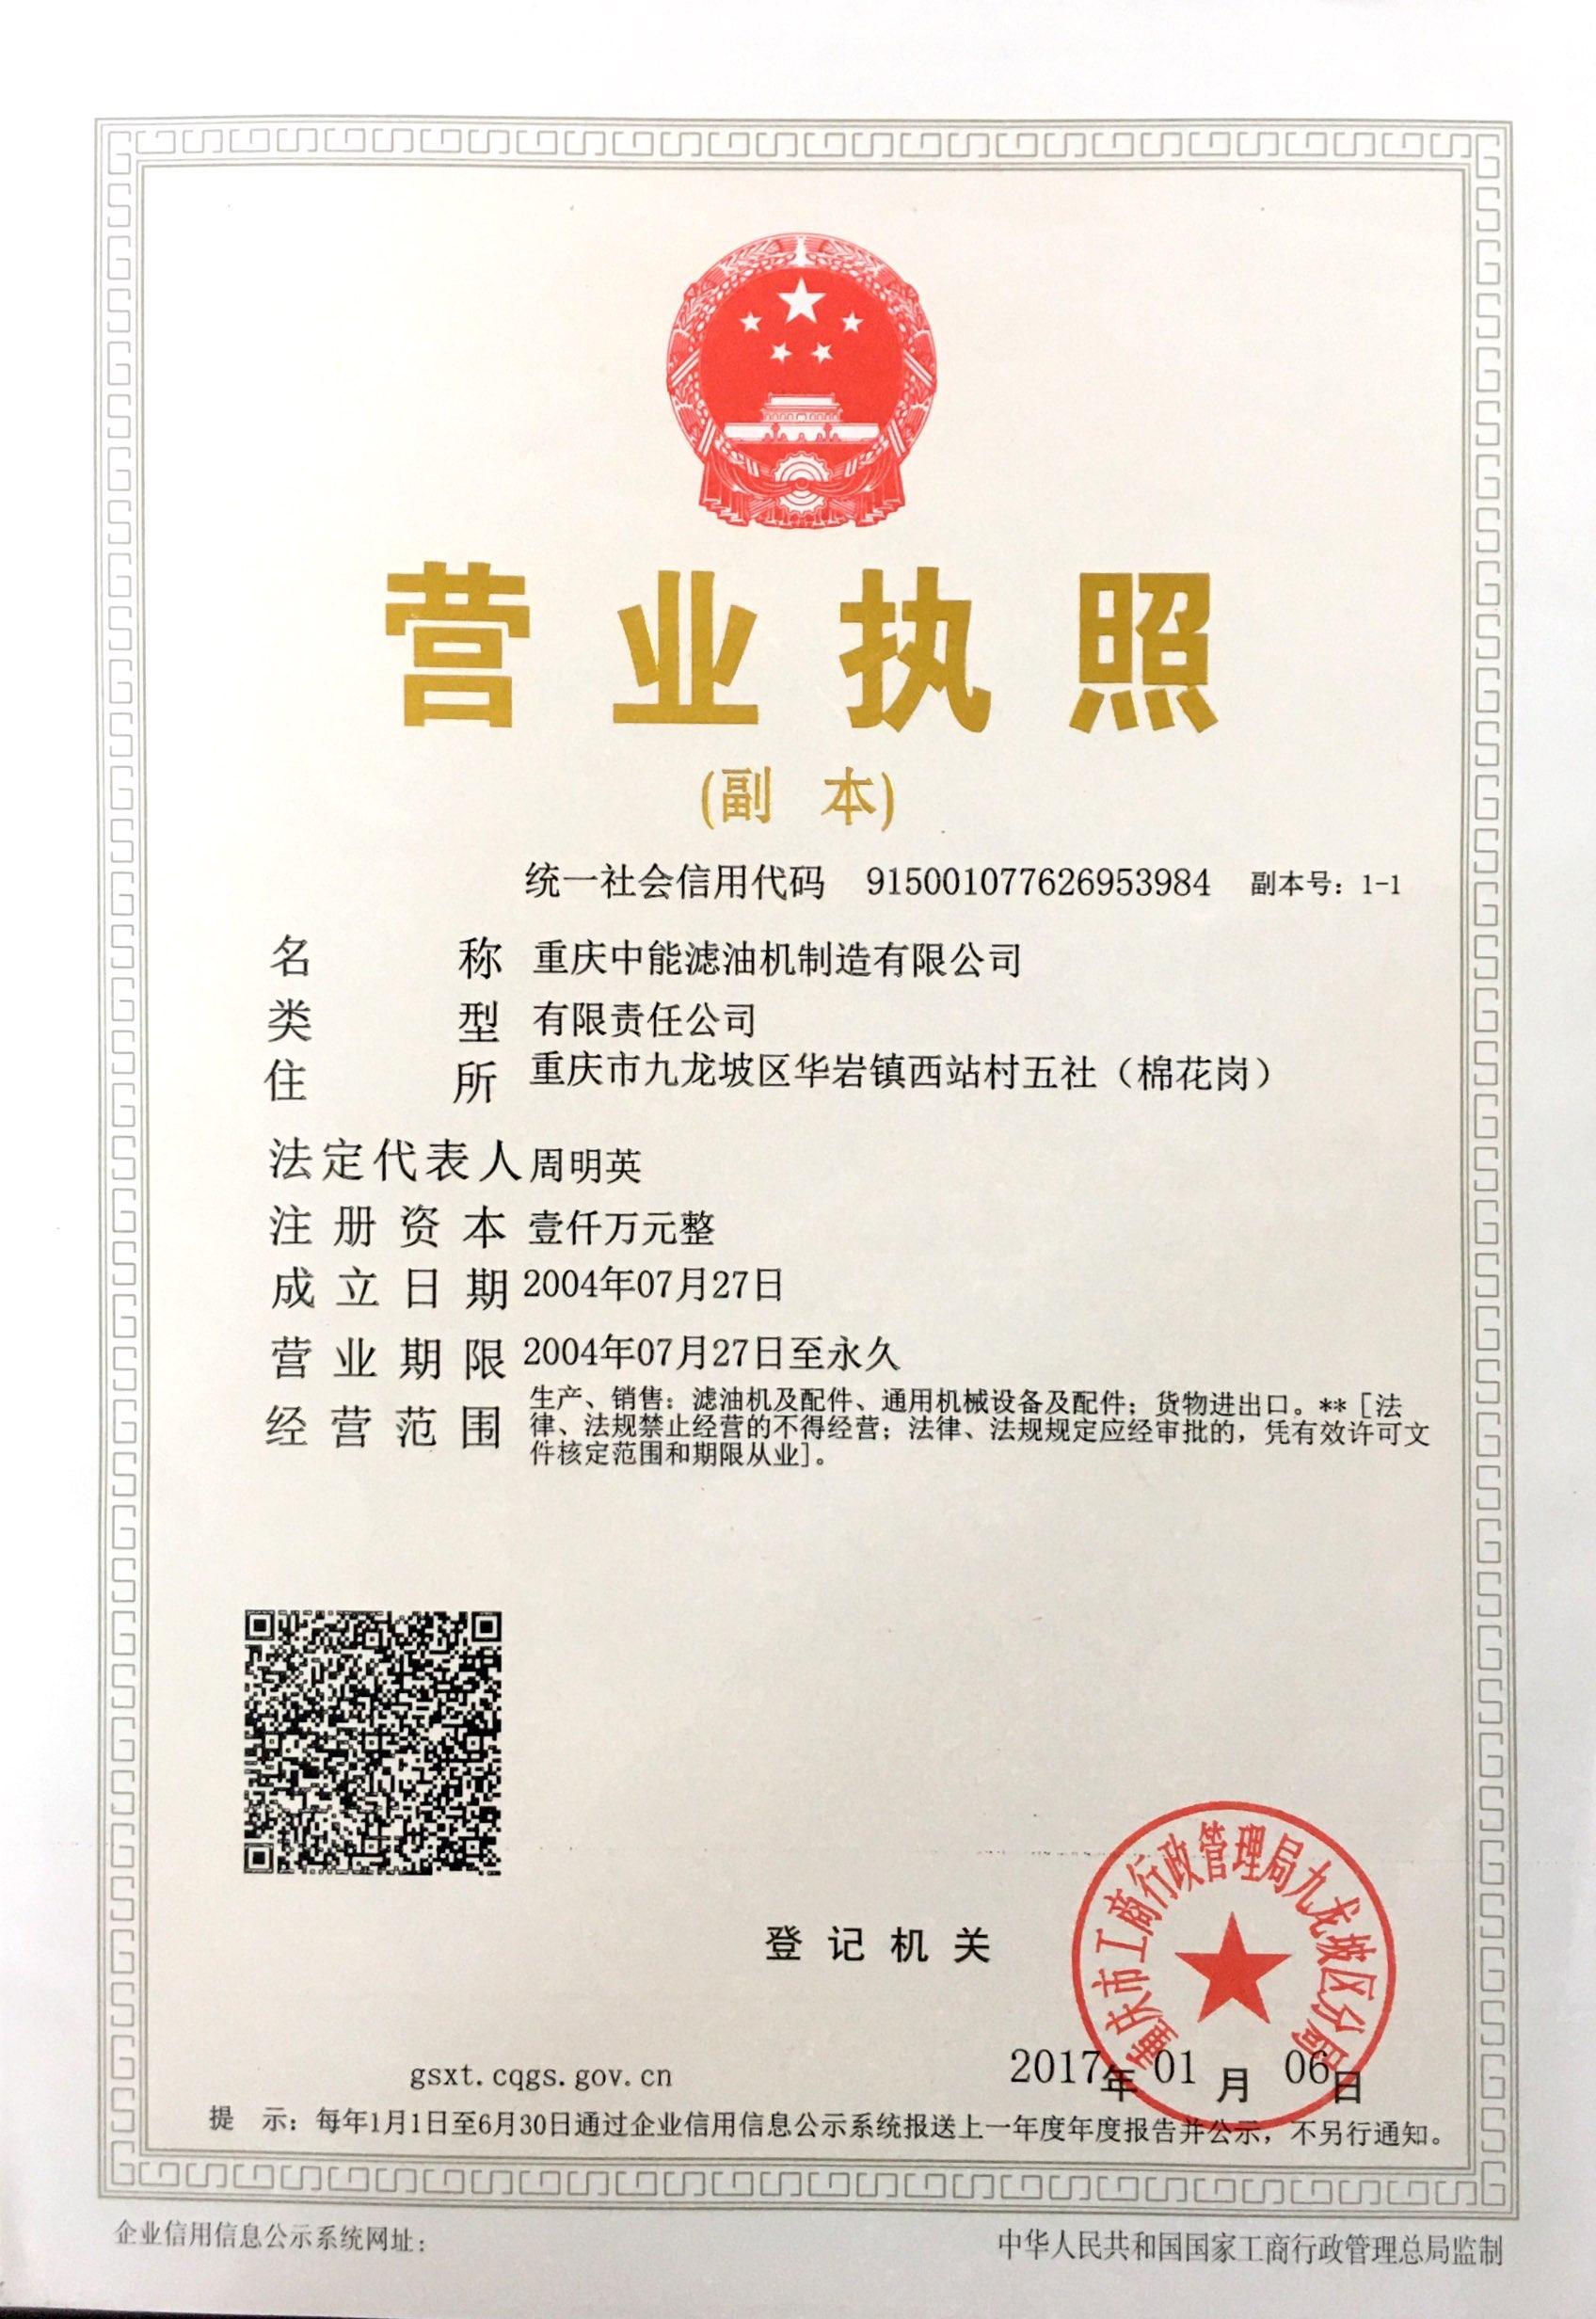 营业执照
(副 本)
统一社会信用代码 915001077626953984 副本号：1-1
名 称 重庆中能滤油机制造有限公司
类 型 有限责任公司
住 所 重庆市九龙坡区华岩镇西站村五社（棉花岗）
法定代表人 周明英
注册资本 壹仟万元整
成立日期 2004年07月27日
营业期限 2004年07月27日至永久
经营范围 生产、销售：滤油机及配件、通用机械设备及配件；货物进出口。**［法
律、法规禁止经营的不得经营；法律、法规规定应经审批的，凭有效许可文
件核定范围和期限从业］。
重庆市工商行政管理局九龙坡区分局
登记机关
2017年01月06日
gsxt.cqgs.gov.cn
提 示：每年1月1日至6月30日通过企业信用信息公示系统报送上一年度年度报告并公示，不另行通知。
企业信用信息公示系统网址：
中华人民共和国国家工商行政管理总局监制